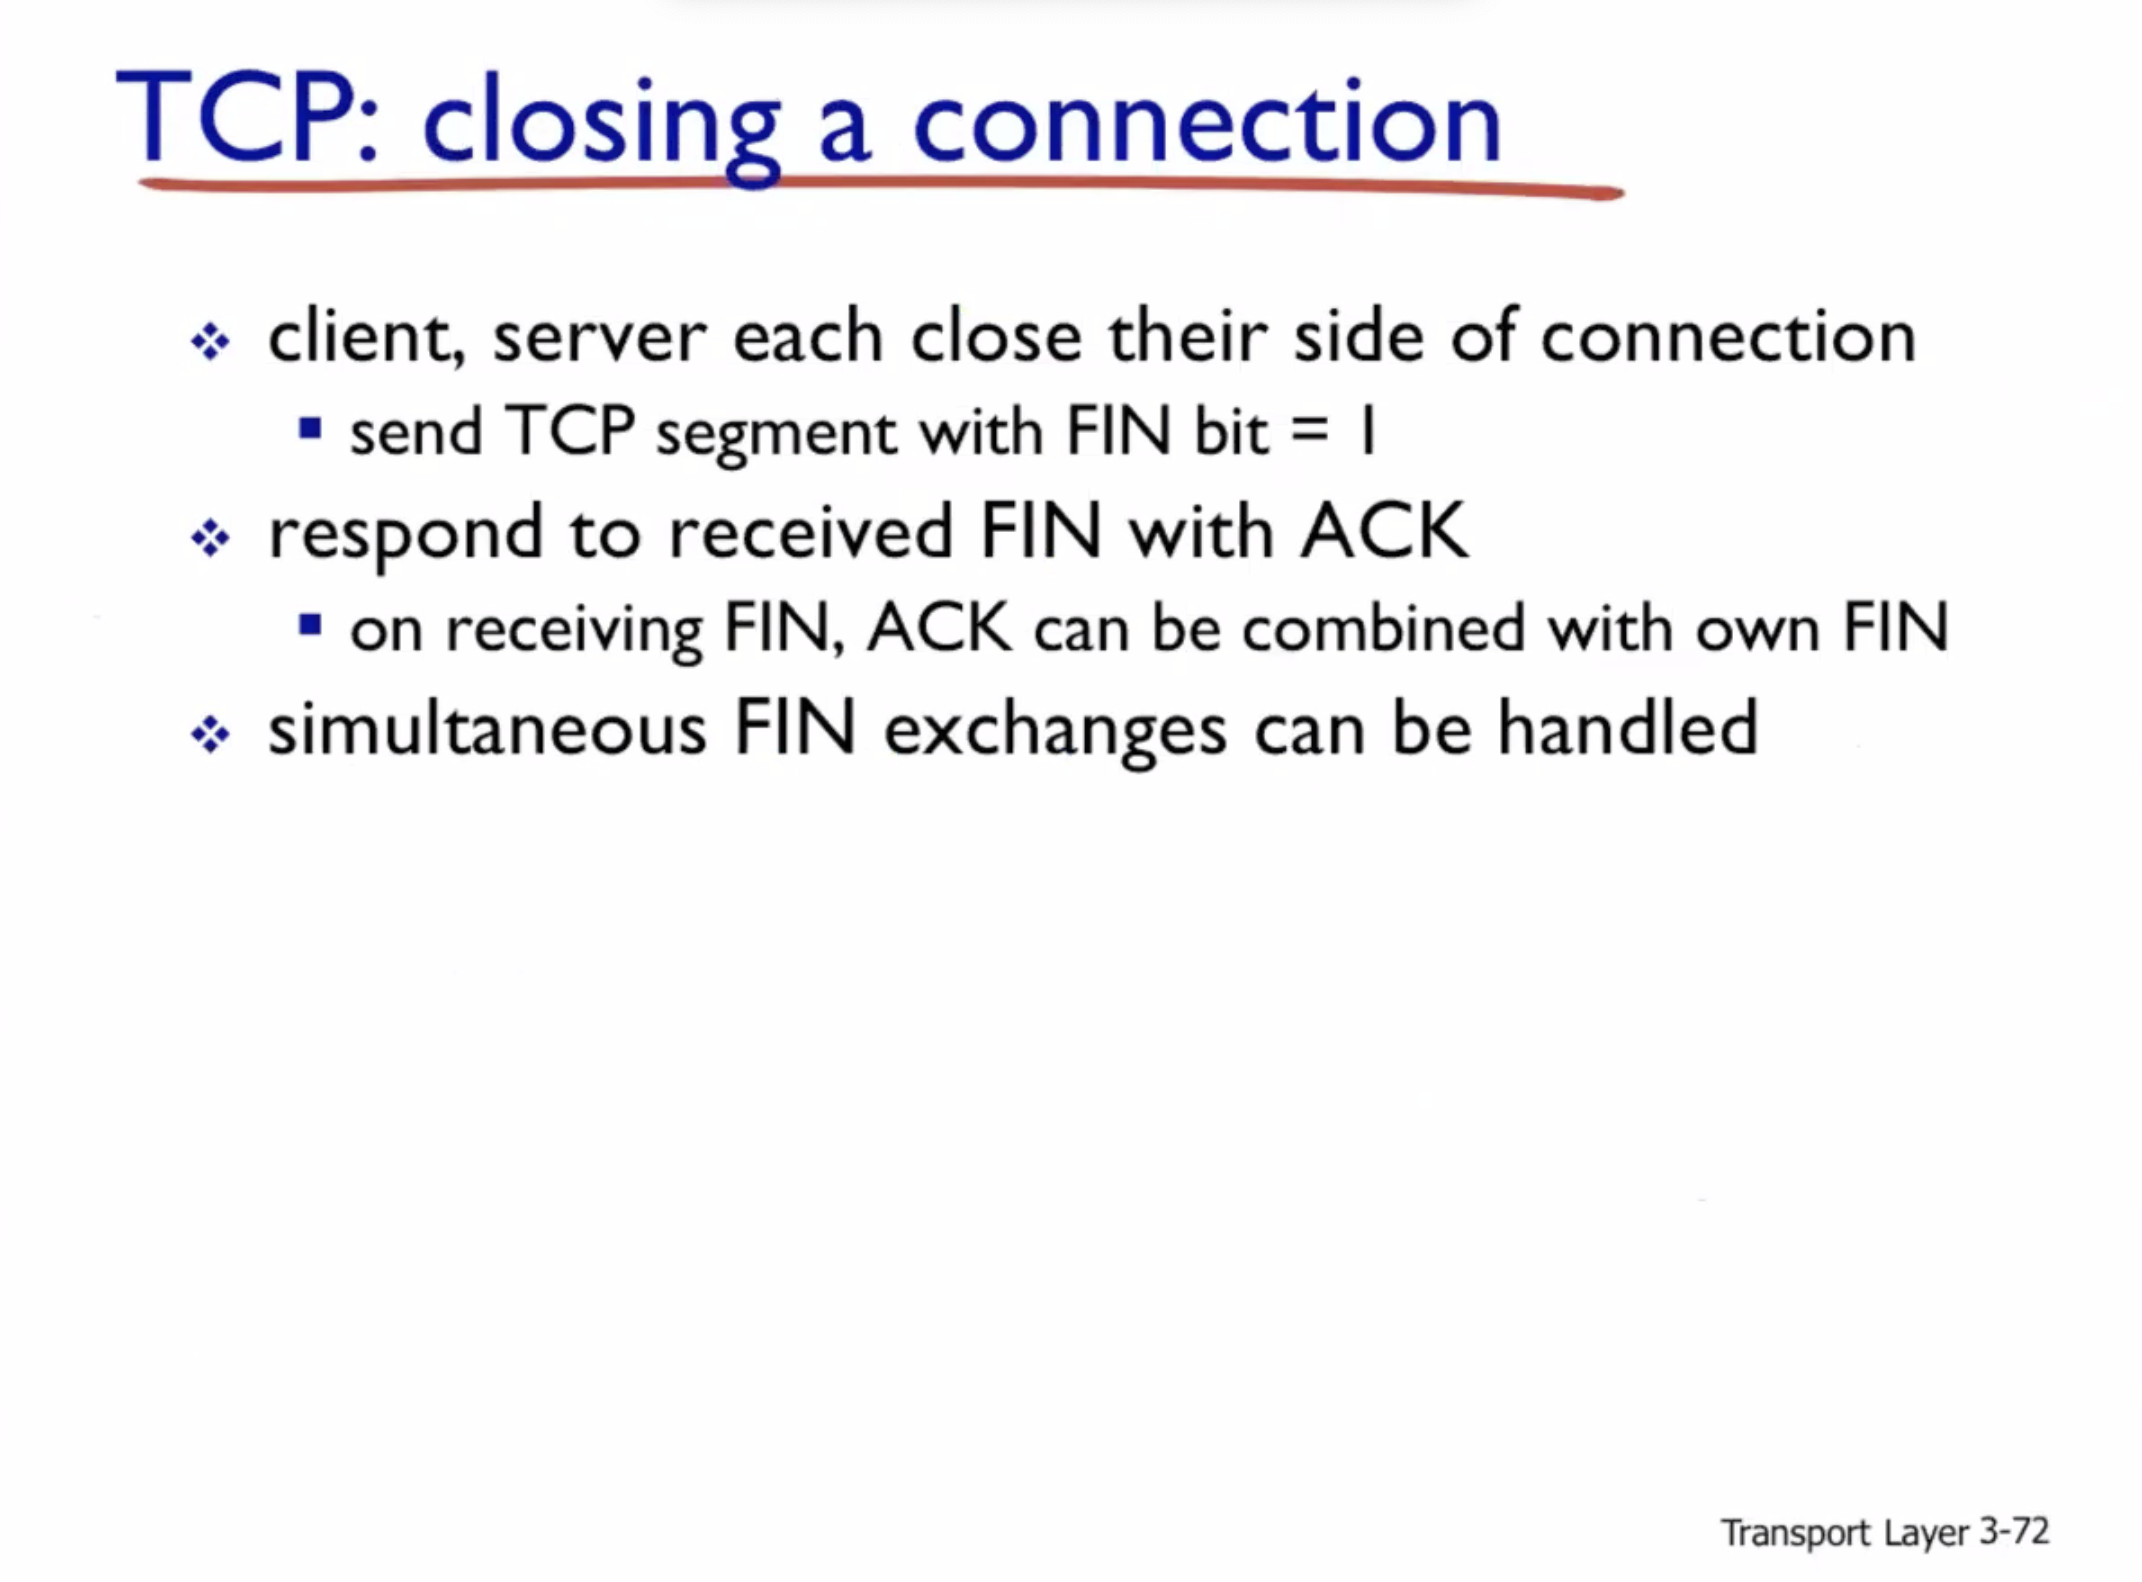 TCP: closing a connection
client, server each close their side of connection
send TCP segment with FIN bit = 1
respond to received FIN with ACK
on receiving FIN, ACK can be combined with own FIN
simultaneous FIN exchanges can be handled
Transport Layer 3-72